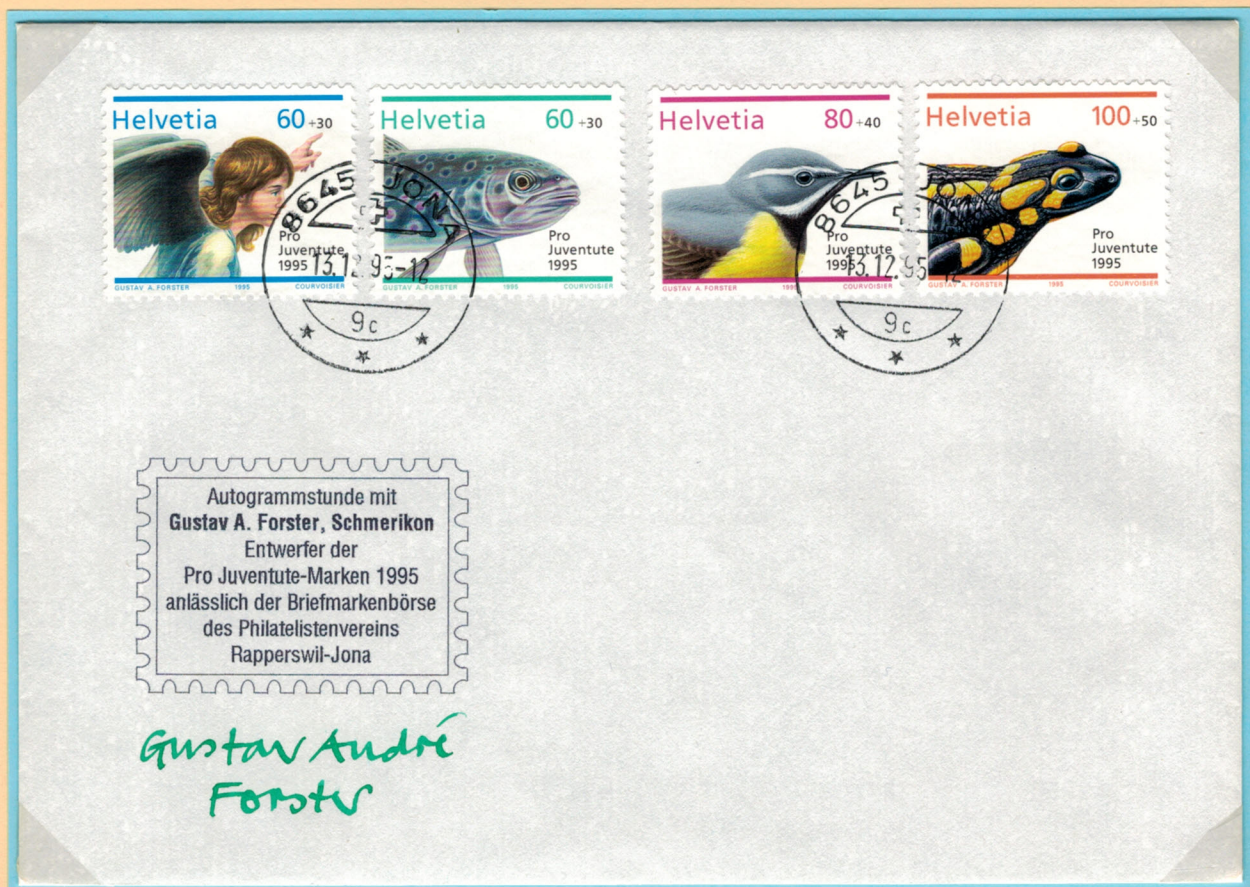 Helvetia 60+30
Pro
Juventute
1995
GUSTAV A. FORSTER 1995 COURVOISIER
Helvetia 60+30
Pro
Juventute
1995
GUSTAV A. FORSTER 1995 COURVOISIER
Helvetia 80+40
Pro
Juventute
1995
GUSTAV A. FORSTER 1995 COURVOISIER
Helvetia 100+50
Pro
Juventute
1995
GUSTAV A. FORSTER 1995 COURVOISIER
8645 JONA
13.12.95-12
9c
8645 JONA
13.12.95-12
9c
Autogrammstunde mit
Gustav A. Forster, Schmerikon
Entwerfer der
Pro Juventute-Marken 1995
anlässlich der Briefmarkenbörse
des Philatelistenvereins
Rapperswil-Jona
Gustav André
Forster